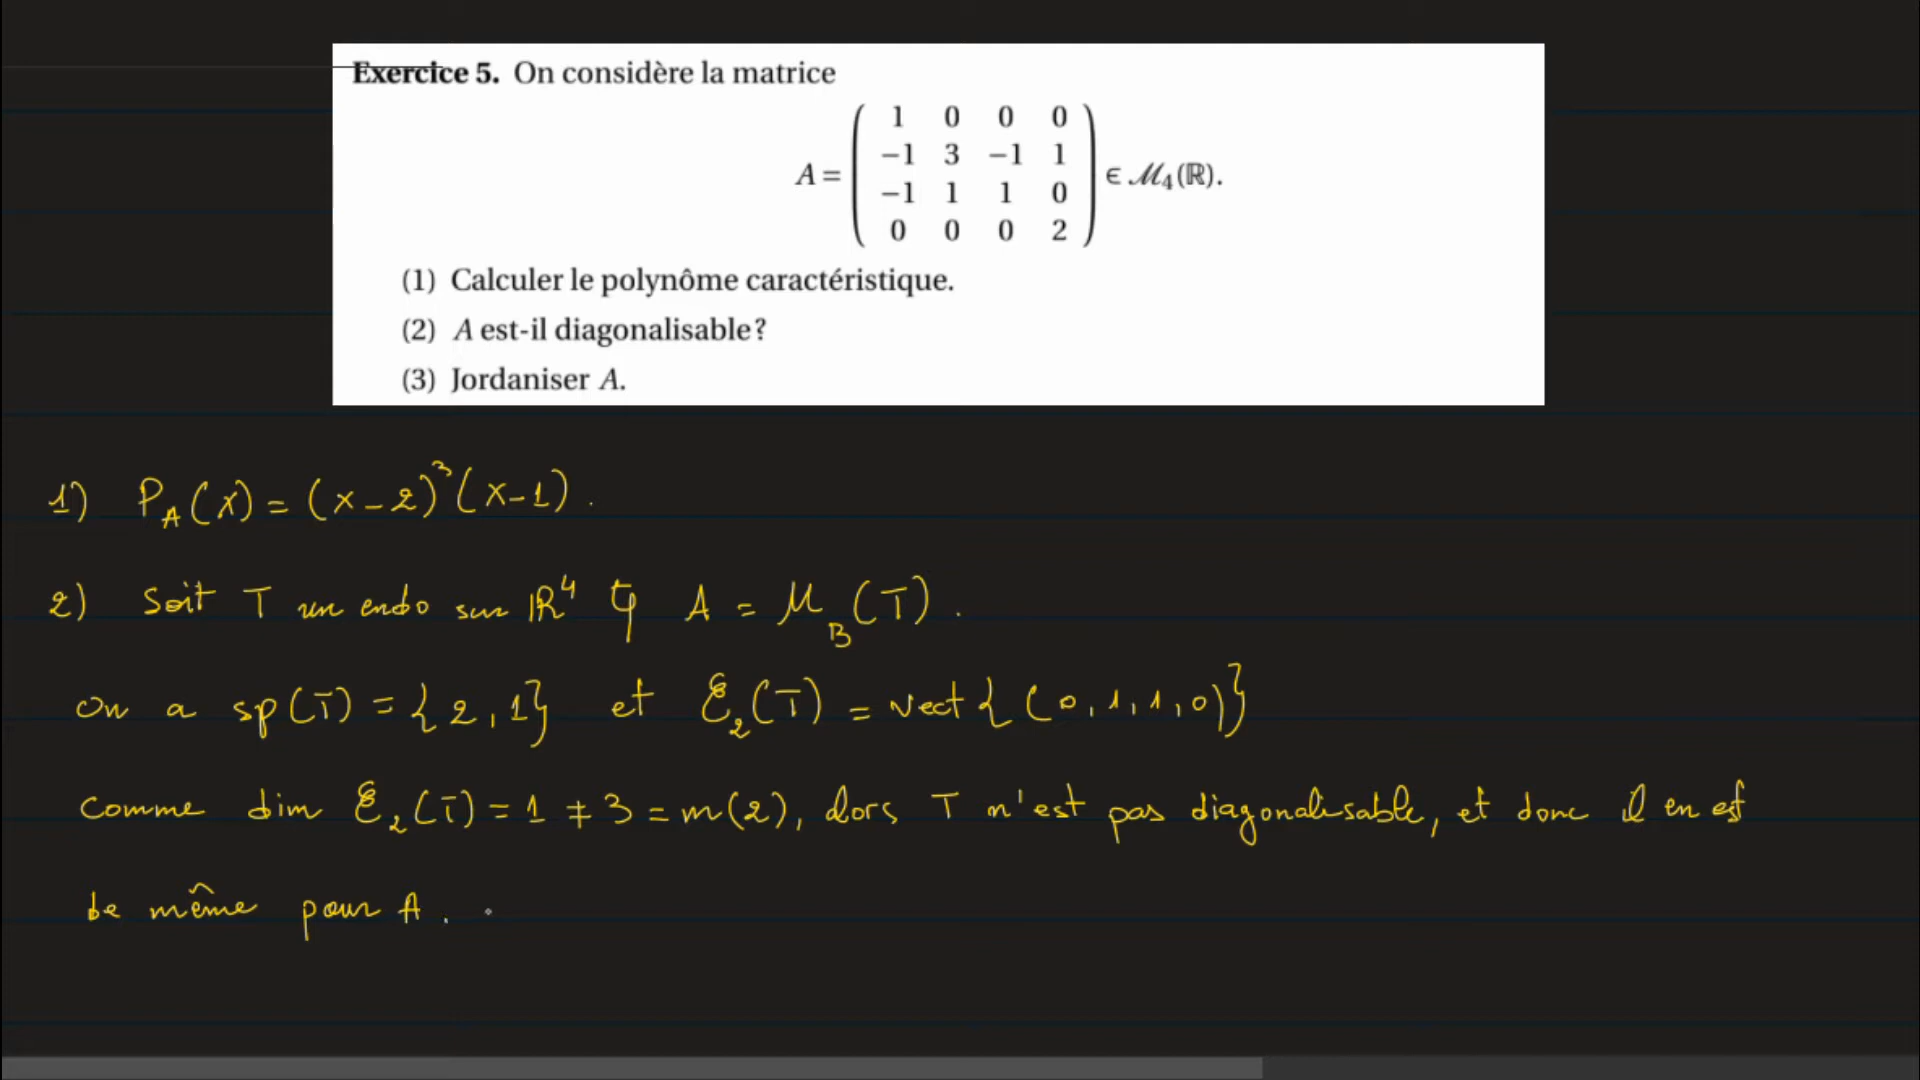 Exercice 5. On considère la matrice
A = ( 1 0 0 0
−1 3 −1 1
−1 1 1 0
0 0 0 2 ) ∈ ℳ₄(ℝ).
(1) Calculer le polynôme caractéristique.
(2) A est-il diagonalisable?
(3) Jordaniser A.
1) P_A(x) = (x-2)³(x-1).
2) Soit T un endo sur ℝ⁴ tq A = M_B(T).
on a sp(T) = {2,1} et ℰ₂(T) = vect{(0,1,1,0)}
Comme dim ℰ₂(T) = 1 ≠ 3 = m(2), alors T n'est pas diagonalisable, et donc il en est
de même pour A.